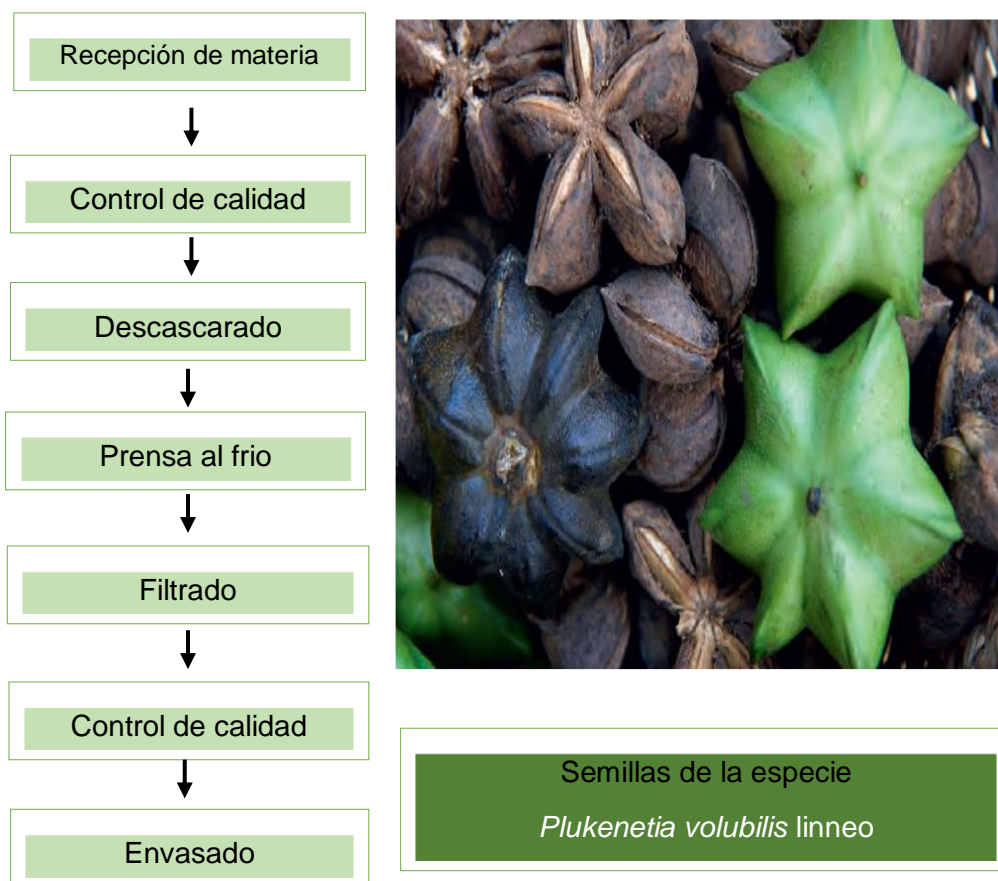 Recepción de materia
Control de calidad
Descascarado
Prensa al frio
Filtrado
Control de calidad
Envasado
Semillas de la especie
Plukenetia volubilis linneo